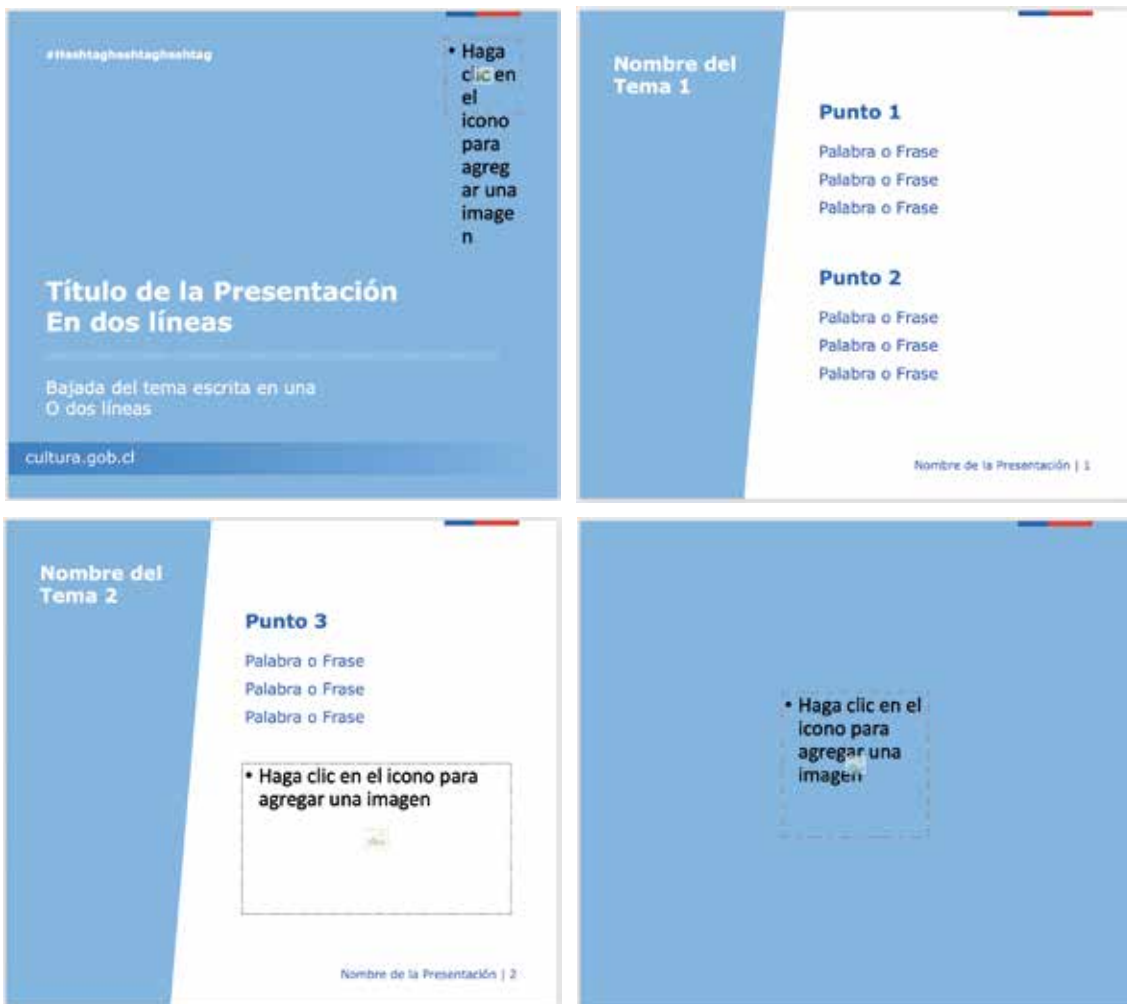 #Hashtaghashtaghashtag
• Haga
clic en
el
icono
para
agreg
ar una
image
n
Título de la Presentación
En dos líneas
Bajada del tema escrita en una
O dos líneas
cultura.gob.cl
Nombre del
Tema 1
Punto 1
Palabra o Frase
Palabra o Frase
Palabra o Frase
Punto 2
Palabra o Frase
Palabra o Frase
Palabra o Frase
Nombre de la Presentación | 1
Nombre del
Tema 2
Punto 3
Palabra o Frase
Palabra o Frase
Palabra o Frase
• Haga clic en el icono para
agregar una imagen
Nombre de la Presentación | 2
• Haga clic en el
icono para
agregar una
imagen